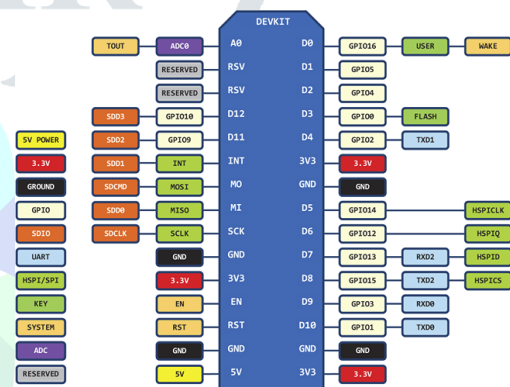 DEVKIT
TOUT ADC0 A0 D0 GPIO16 USER WAKE
RESERVED RSV D1 GPIO5
RESERVED RSV D2 GPIO4
SDD3 GPIO10 D12 D3 GPIO0 FLASH
5V POWER SDD2 GPIO9 D11 D4 GPIO2 TXD1
3.3V SDD1 INT INT 3V3 3.3V
GROUND SDCMD MOSI MO GND GND
GPIO SDD0 MISO MI D5 GPIO14 HSPICLK
SDIO SDCLK SCLK SCK D6 GPIO12 HSPIQ
UART GND GND D7 GPIO13 RXD2 HSPID
HSPI/SPI 3.3V 3V3 D8 GPIO15 TXD2 HSPICS
KEY EN EN D9 GPIO3 RXD0
SYSTEM RST RST D10 GPIO1 TXD0
ADC GND GND GND GND
RESERVED 5V 5V 3V3 3.3V